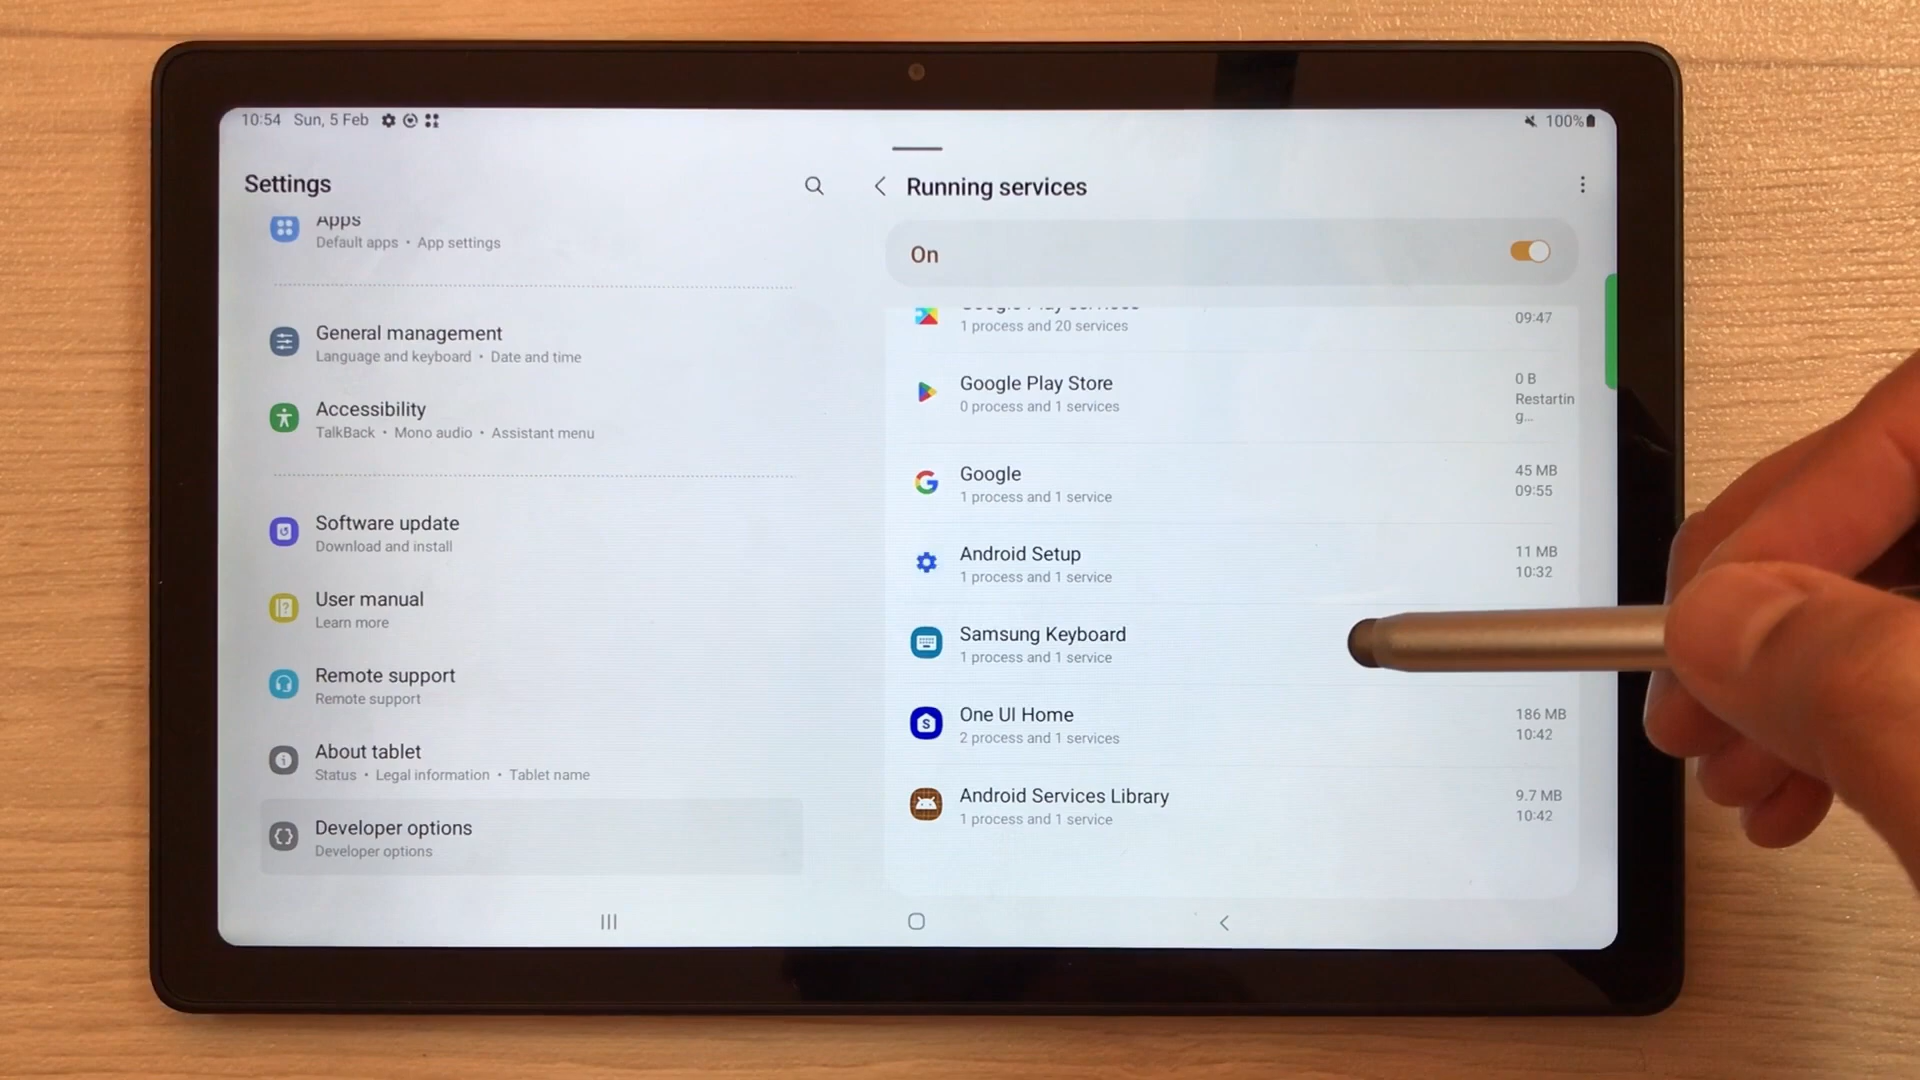 10:54 Sun, 5 Feb
100%
Settings
Apps
Default apps • App settings
General management
Language and keyboard • Date and time
Accessibility
TalkBack • Mono audio • Assistant menu
Software update
Download and install
User manual
Learn more
Remote support
Remote support
About tablet
Status • Legal information • Tablet name
Developer options
Developer options
Running services
On
1 process and 20 services
09:47
Google Play Store
0 process and 1 services
0 B
Restartin
g...
Google
1 process and 1 service
45 MB
09:55
Android Setup
1 process and 1 service
11 MB
10:32
Samsung Keyboard
1 process and 1 service
One UI Home
2 process and 1 services
186 MB
10:42
Android Services Library
1 process and 1 service
9.7 MB
10:42